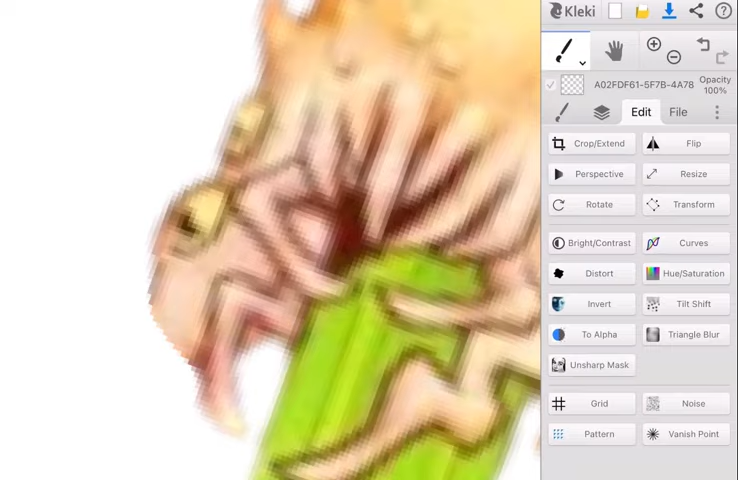 Kleki
A02FDF61-5F7B-4A78
Opacity
100%
Edit
File
Crop/Extend
Flip
Perspective
Resize
Rotate
Transform
Bright/Contrast
Curves
Distort
Hue/Saturation
Invert
Tilt Shift
To Alpha
Triangle Blur
Unsharp Mask
Grid
Noise
Pattern
Vanish Point